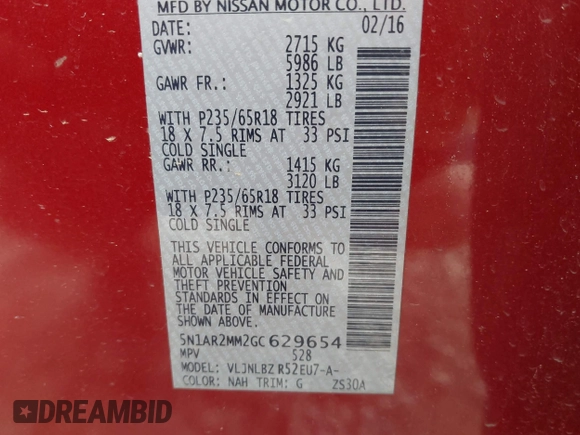 MFD BY NISSAN MOTOR CO., LTD.
DATE: 02/16
GVWR: 2715 KG
5986 LB
GAWR FR.: 1325 KG
2921 LB
WITH P235/65R18 TIRES
18 X 7.5 RIMS AT 33 PSI
COLD SINGLE
GAWR RR.: 1415 KG
3120 LB
WITH P235/65R18 TIRES
18 X 7.5 RIMS AT 33 PSI
COLD SINGLE
THIS VEHICLE CONFORMS TO
ALL APPLICABLE FEDERAL
MOTOR VEHICLE SAFETY AND
THEFT PREVENTION
STANDARDS IN EFFECT ON
THE DATE OF MANUFACTURE
SHOWN ABOVE.
5N1AR2MM2GC629654
MPV 528
MODEL: VLJNLBZ R52EU7-A-
COLOR: NAH TRIM: G ZS30A
DREAMBID